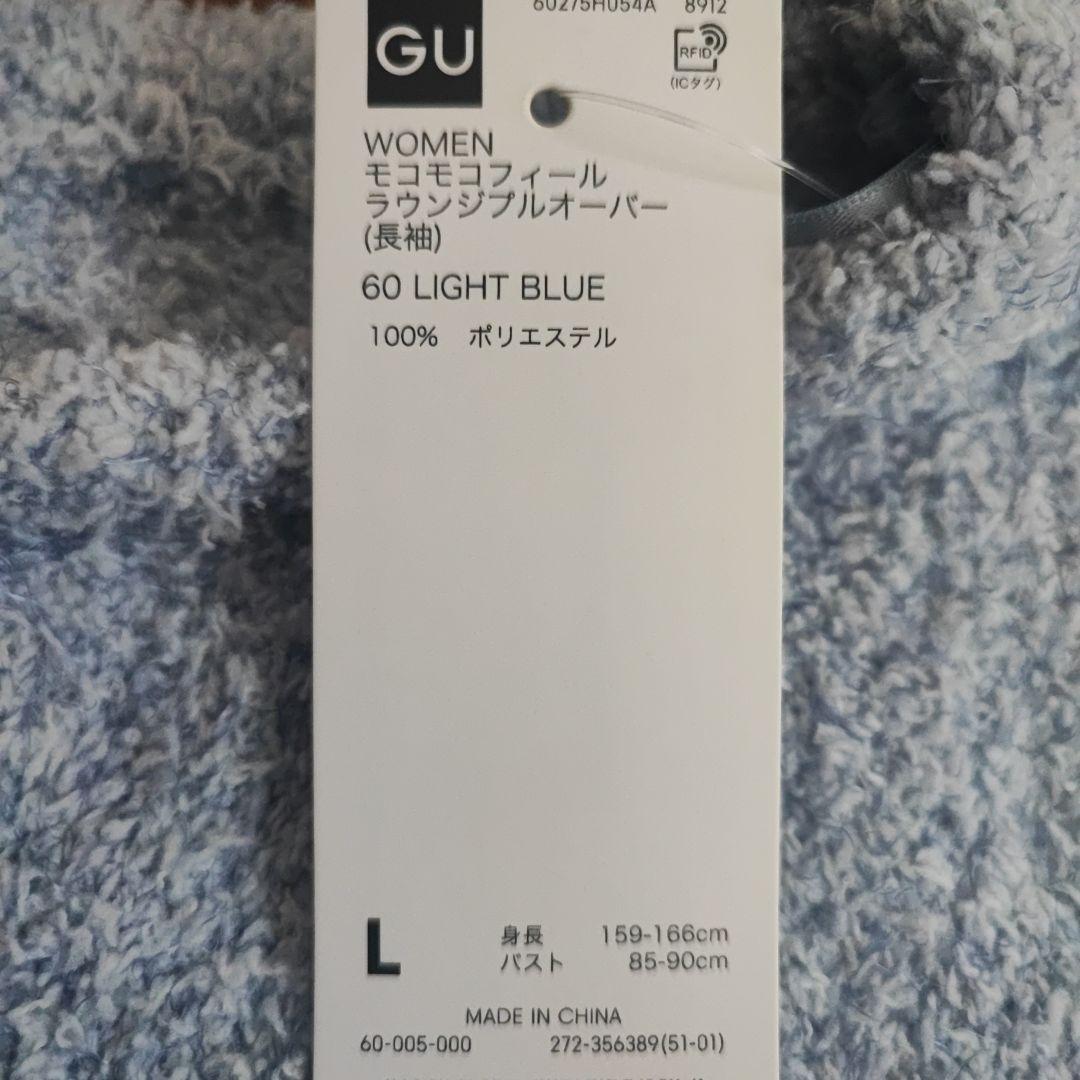 60275H054A 8912
GU
RFID
(ICタグ)
WOMEN
モコモコフィール
ラウンジプルオーバー
(長袖)
60 LIGHT BLUE
100% ポリエステル
L
身長 159-166cm
バスト 85-90cm
MADE IN CHINA
60-005-000 272-356389(51-01)